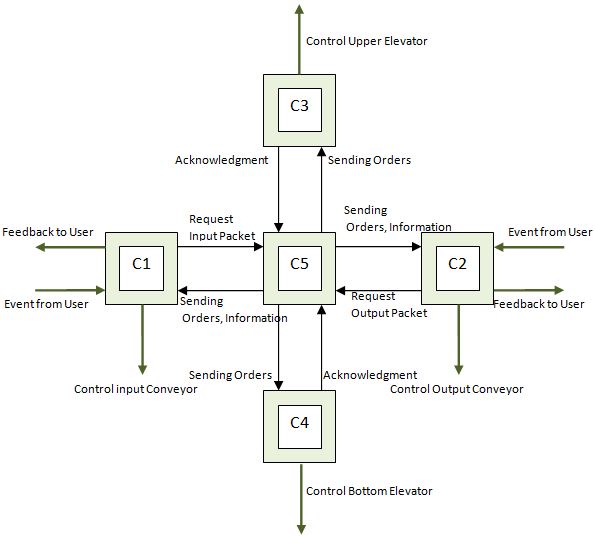 Control Upper Elevator
C3
Acknowledgment
Sending Orders
Request
Input Packet
Sending
Orders, Information
Feedback to User
Event from User
C1
C5
C2
Event from User
Sending
Orders, Information
Request
Output Packet
Feedback to User
Control input Conveyor
Sending Orders
Acknowledgment
Control Output Conveyor
C4
Control Bottom Elevator